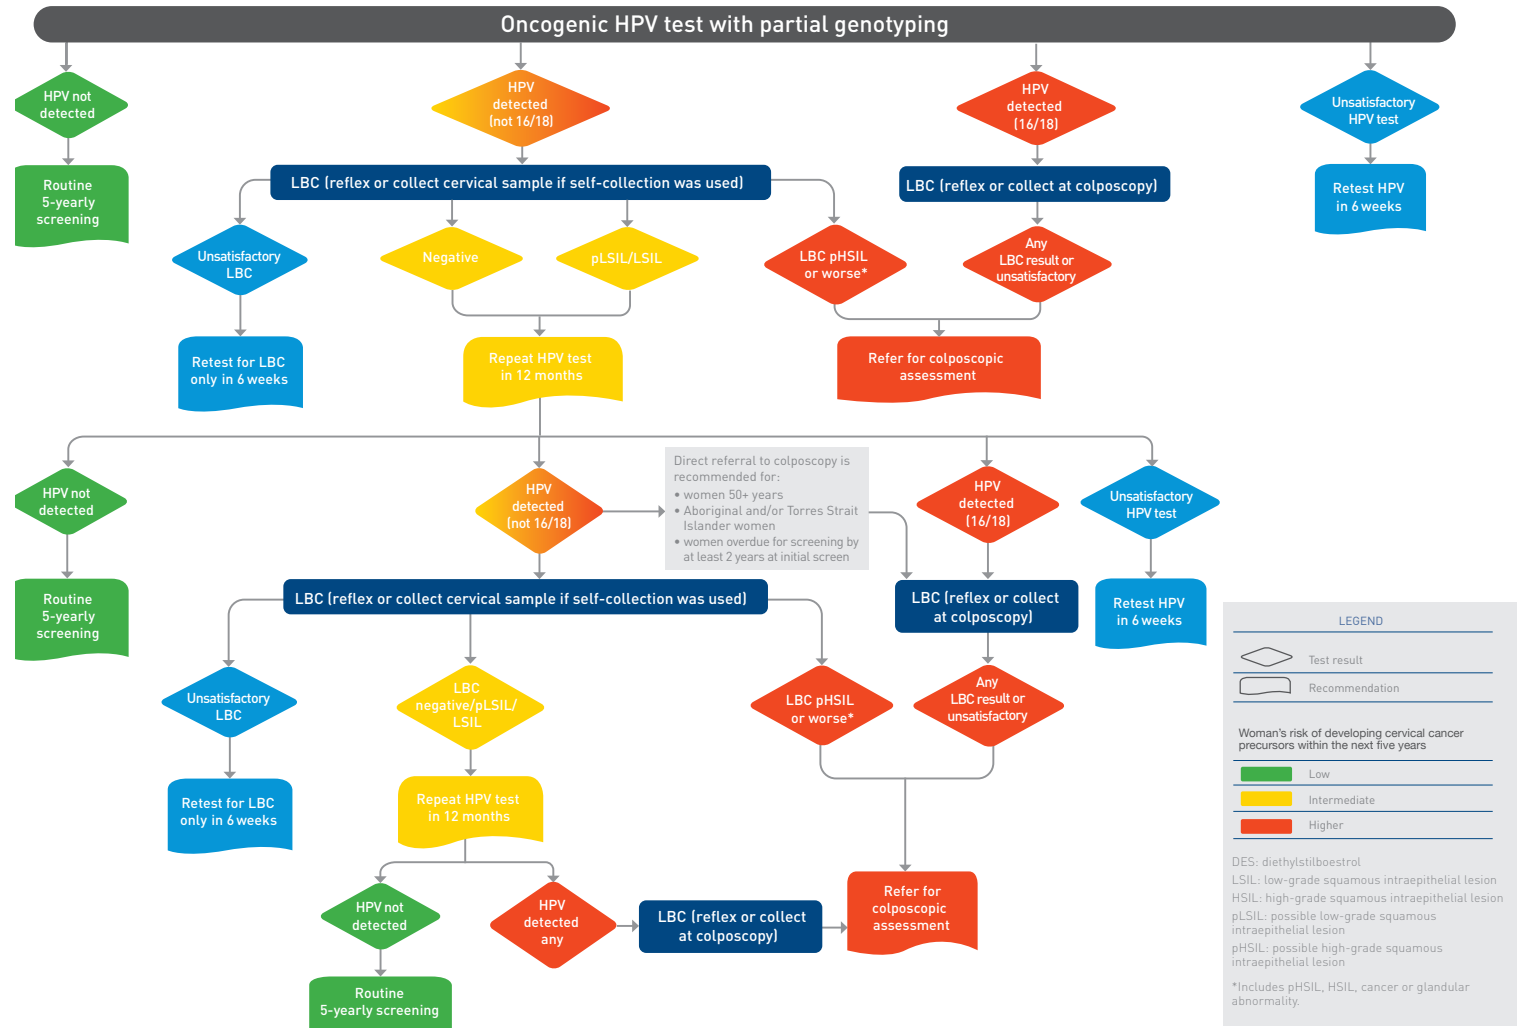 Oncogenic HPV test with partial genotyping
HPV not
detected
HPV
detected
(not 16/18)
HPV
detected
(16/18)
Unsatisfactory
HPV test
Routine
5-yearly
screening
LBC (reflex or collect cervical sample if self-collection was used)
LBC (reflex or collect at colposcopy)
Retest HPV
in 6 weeks
Unsatisfactory
LBC
Negative
pLSIL/LSIL
LBC pHSIL
or worse*
Any
LBC result or
unsatisfactory
Retest for LBC
only in 6 weeks
Repeat HPV test
in 12 months
Refer for colposcopic
assessment
HPV not
detected
HPV
detected
(not 16/18)
Direct referral to colposcopy is
recommended for:
• women 50+ years
• Aboriginal and/or Torres Strait
Islander women
• women overdue for screening by
at least 2 years at initial screen
HPV
detected
(16/18)
Unsatisfactory
HPV test
Routine
5-yearly
screening
LBC (reflex or collect cervical sample if self-collection was used)
LBC (reflex or collect
at colposcopy)
Retest HPV
in 6 weeks
Unsatisfactory
LBC
LBC
negative/pLSIL/
LSIL
LBC pHSIL
or worse*
Any
LBC result or
unsatisfactory
Retest for LBC
only in 6 weeks
Repeat HPV test
in 12 months
HPV not
detected
HPV
detected
any
LBC (reflex or collect
at colposcopy)
Refer for
colposcopic
assessment
Routine
5-yearly screening
LEGEND
Test result
Recommendation
Woman's risk of developing cervical cancer
precursors within the next five years
Low
Intermediate
Higher
DES: diethylstilboestrol
LSIL: low-grade squamous intraepithelial lesion
HSIL: high-grade squamous intraepithelial lesion
pLSIL: possible low-grade squamous
intraepithelial lesion
pHSIL: possible high-grade squamous
intraepithelial lesion
*Includes pHSIL, HSIL, cancer or glandular
abnormality.